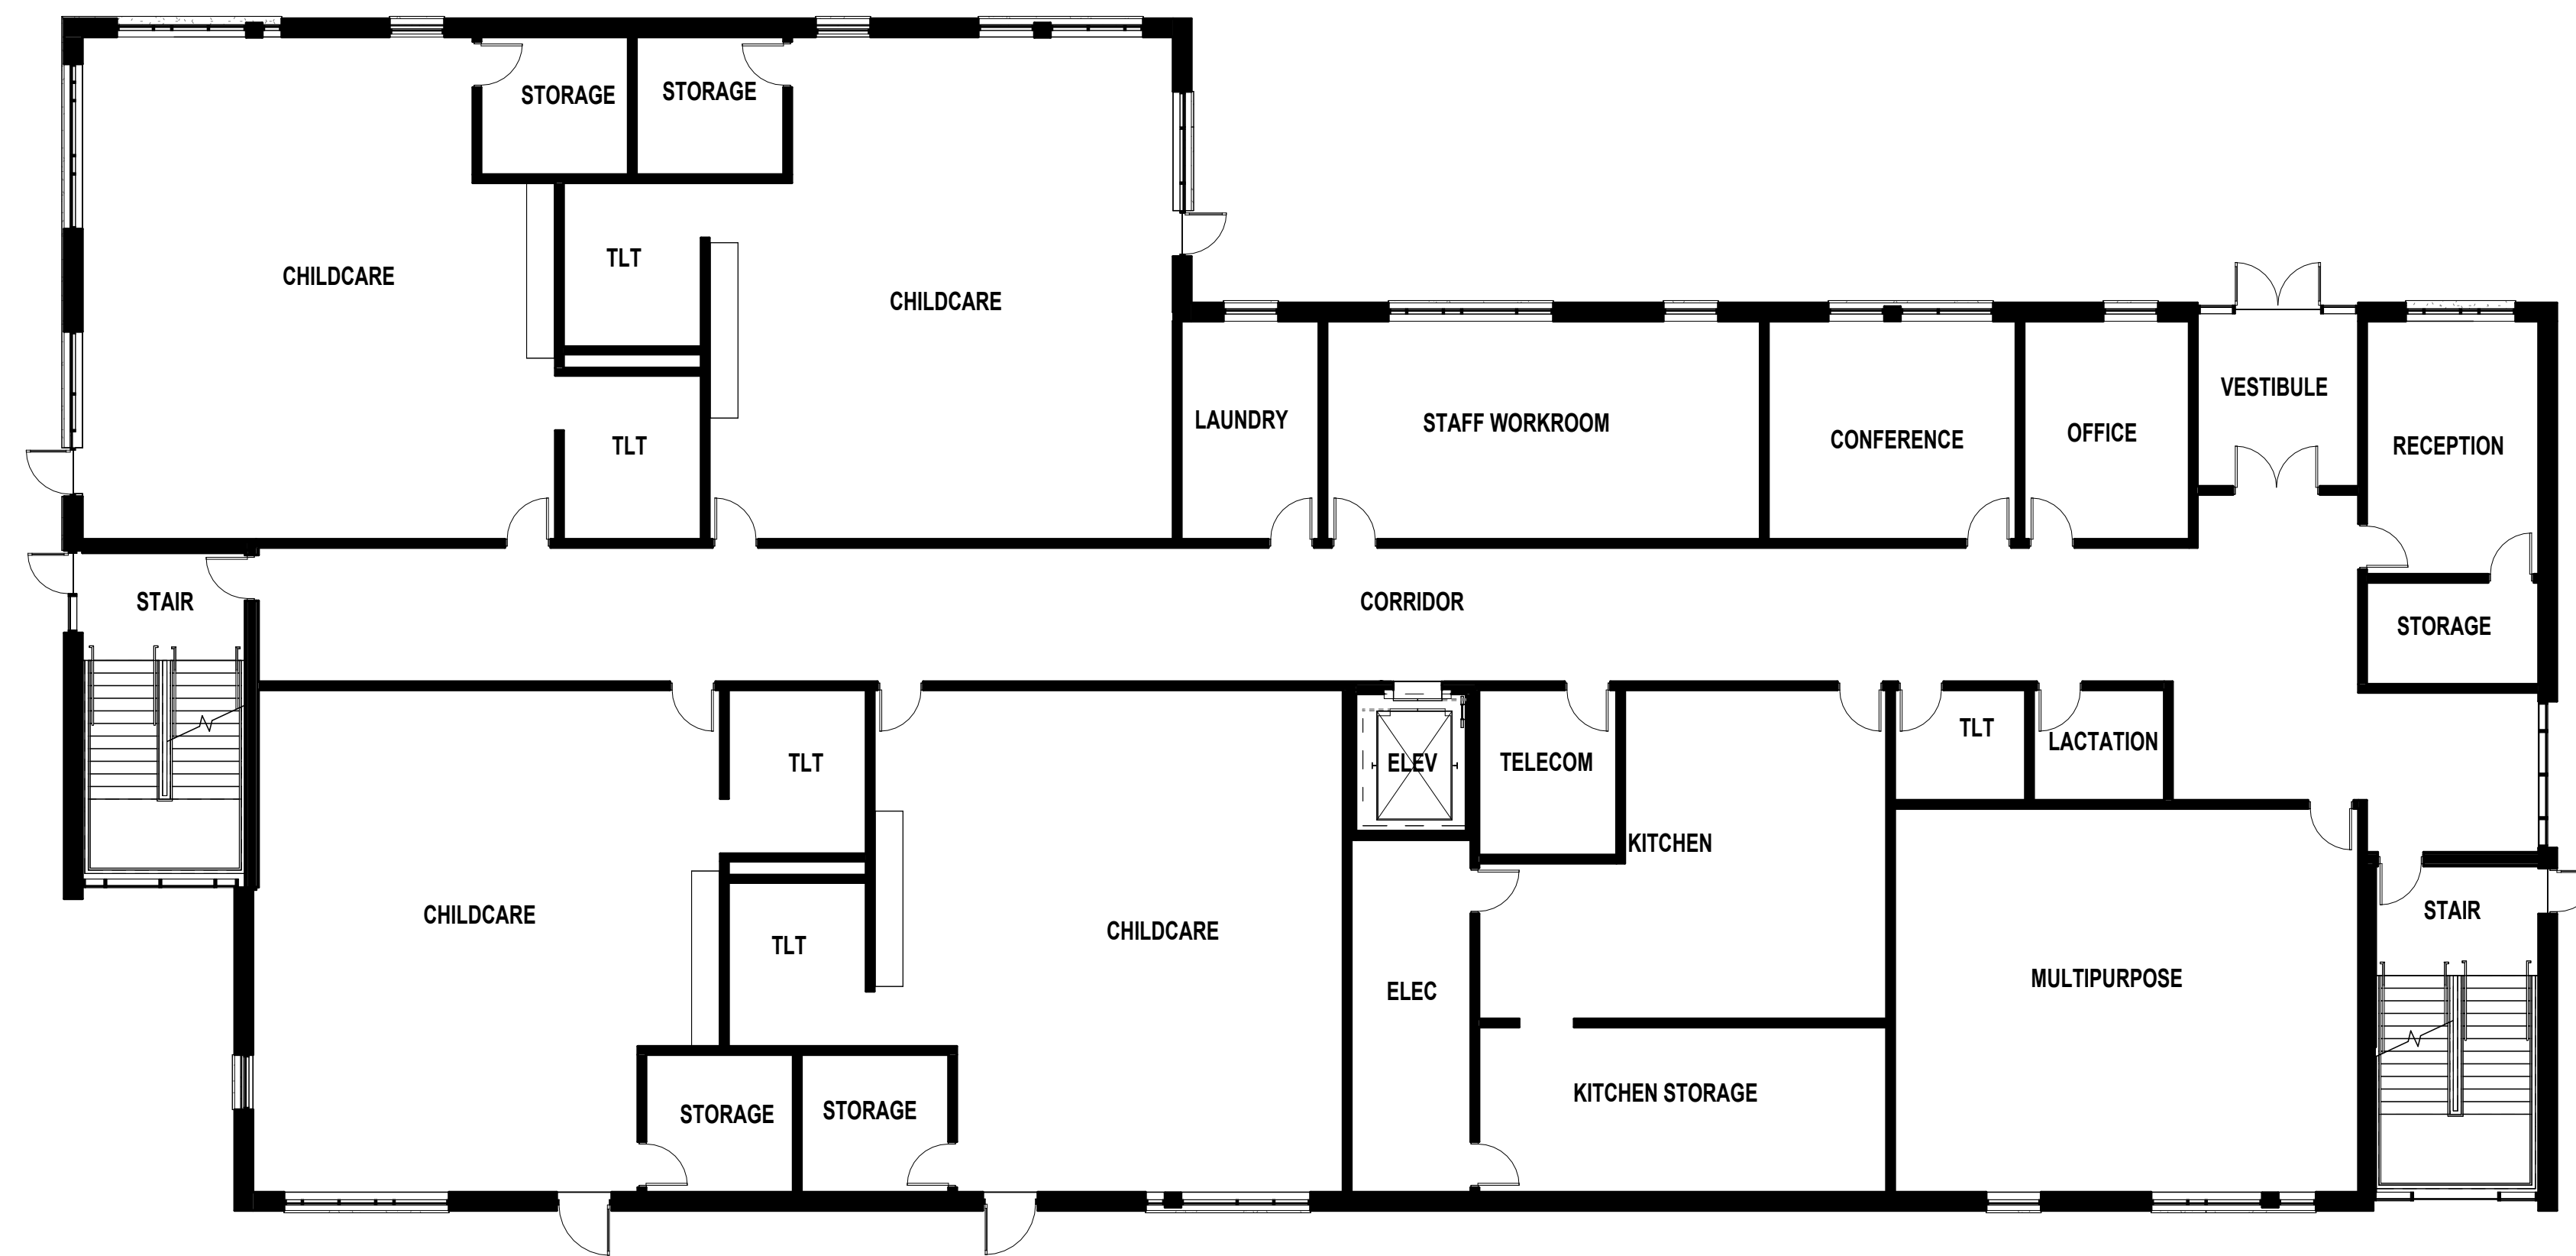 STORAGE
STORAGE
TLT
CHILDCARE
CHILDCARE
VESTIBULE
LAUNDRY
STAFF WORKROOM
CONFERENCE
OFFICE
RECEPTION
TLT
STAIR
CORRIDOR
STORAGE
TLT
ELEV
TELECOM
TLT
LACTATION
KITCHEN
CHILDCARE
CHILDCARE
STAIR
TLT
ELEC
MULTIPURPOSE
KITCHEN STORAGE
STORAGE
STORAGE